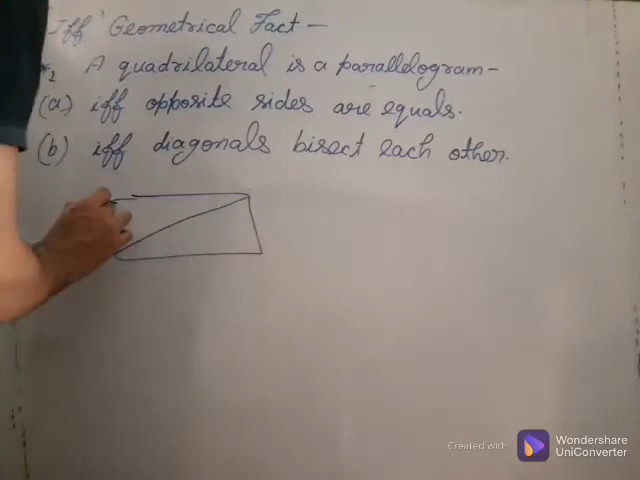 'Iff' Geometrical Fact –
*1 A quadrilateral is a parallelogram –
(a) iff opposite sides are equals.
(b) iff diagonals bisect each other.
Created with
Wondershare
UniConverter